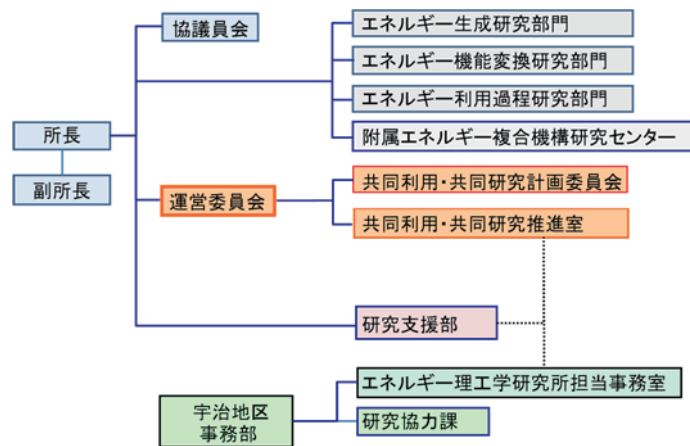 協議員会
エネルギー生成研究部門
エネルギー機能変換研究部門
エネルギー利用過程研究部門
所長
附属エネルギー複合機構研究センター
副所長
運営委員会
共同利用・共同研究計画委員会
共同利用・共同研究推進室
研究支援部
エネルギー理工学研究所担当事務室
宇治地区
事務部
研究協力課